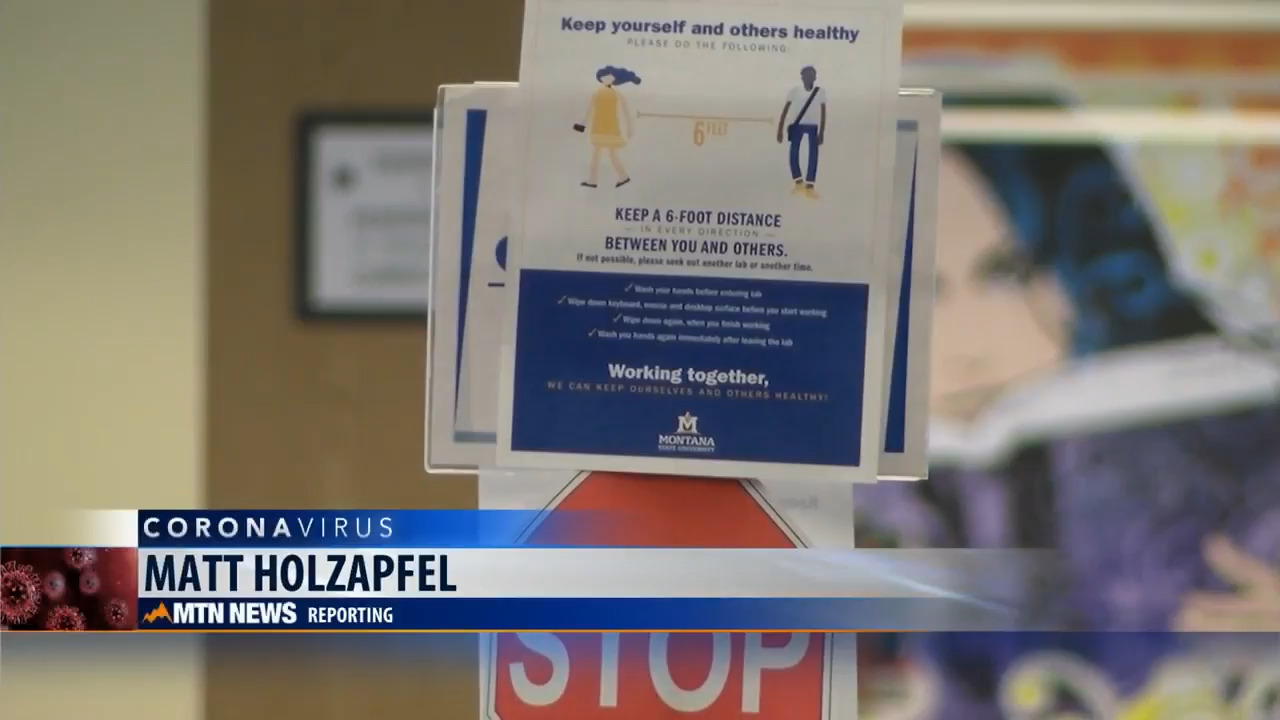 Keep yourself and others healthy
PLEASE DO THE FOLLOWING:
6 FEET
KEEP A 6-FOOT DISTANCE
— IN EVERY DIRECTION —
BETWEEN YOU AND OTHERS.
If not possible, please seek out another lab or another time.
✓ Wash your hands before entering lab
✓ Wipe down keyboard, mouse and desktop surface before you start working
✓ Wipe down again, when you finish working
✓ Wash you hands again immediately after leaving the lab
Working together,
WE CAN KEEP OURSELVES AND OTHERS HEALTHY!
M
MONTANA
STATE UNIVERSITY
CORONAVIRUS
MATT HOLZAPFEL
MTN NEWS REPORTING
STOP